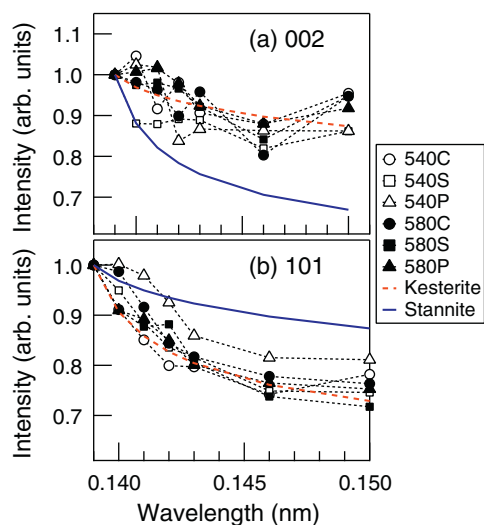 (a) 002
Intensity (arb. units)
1.1
1.0
0.9
0.8
0.7
(b) 101
Intensity (arb. units)
1.0
0.9
0.8
0.7
0.140
0.145
0.150
Wavelength (nm)
540C
540S
540P
580C
580S
580P
Kesterite
Stannite